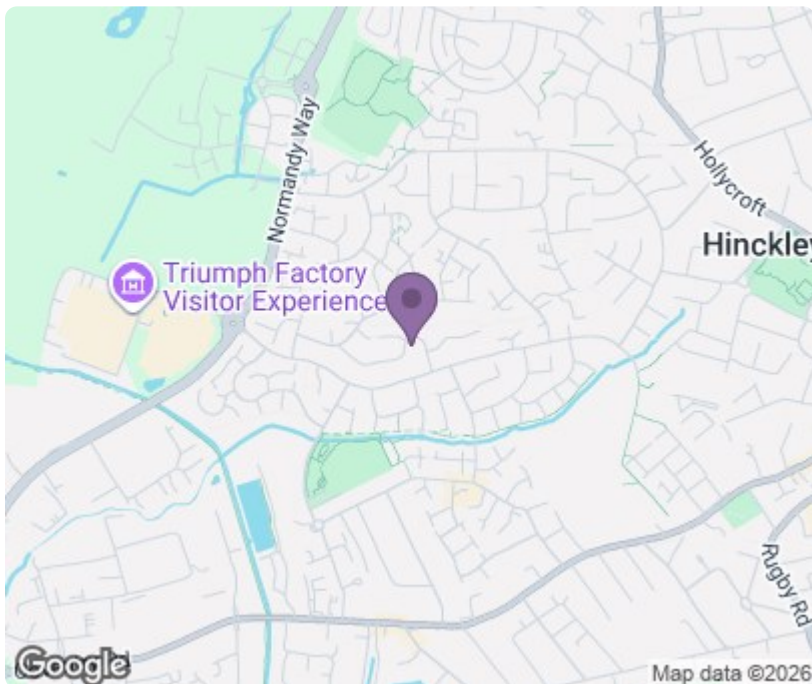 Normandy Way
Hollycroft
Hinckley
Triumph Factory
Visitor Experience
Rugby Rd
Google
Map data ©2026